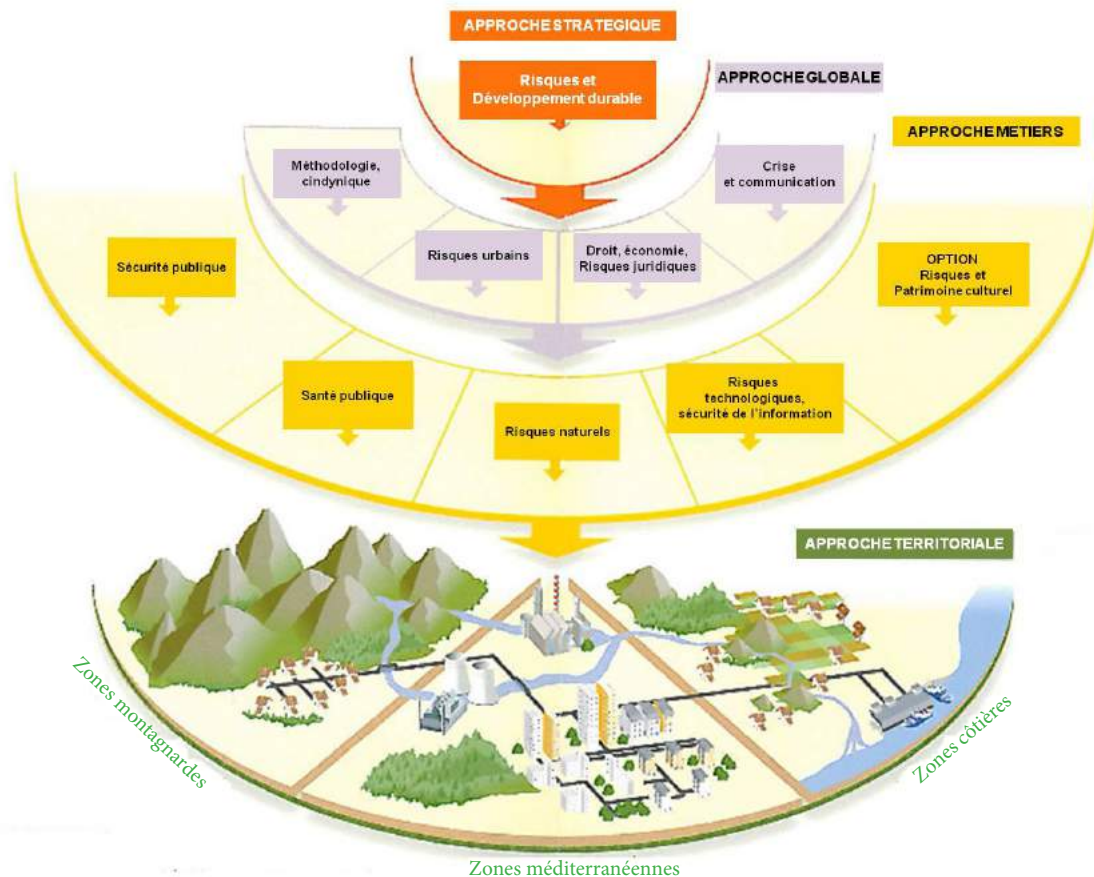 APPROCHE STRATEGIQUE
Risques et
Développement durable
APPROCHE GLOBALE
APPROCHE METIERS
Méthodologie,
cindynique
Crise
et communication
Risques urbains
Droit, économie,
Risques juridiques
Sécurité publique
OPTION
Risques et
Patrimoine culturel
Santé publique
Risques naturels
Risques
technologiques,
sécurité de l'information
APPROCHE TERRITORIALE
Zones montagnardes
Zones côtières
Zones méditerranéennes